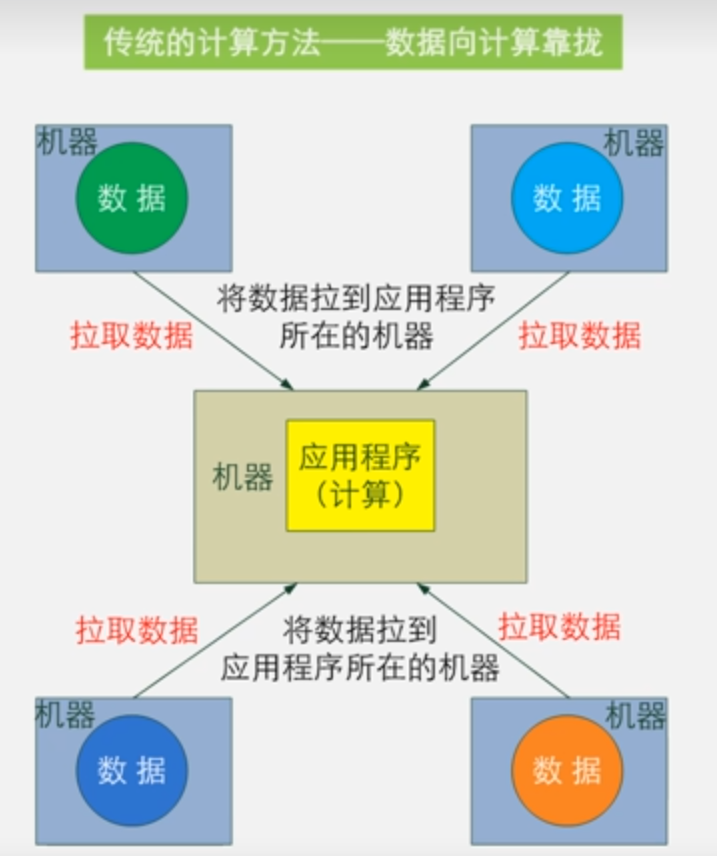 传统的计算方法——数据向计算靠拢
机器
数据
机器
数据
将数据拉到应用程序
所在的机器
拉取数据
拉取数据
机器
应用程序
（计算）
拉取数据
将数据拉到
应用程序所在的机器
拉取数据
机器
数据
机器
数据